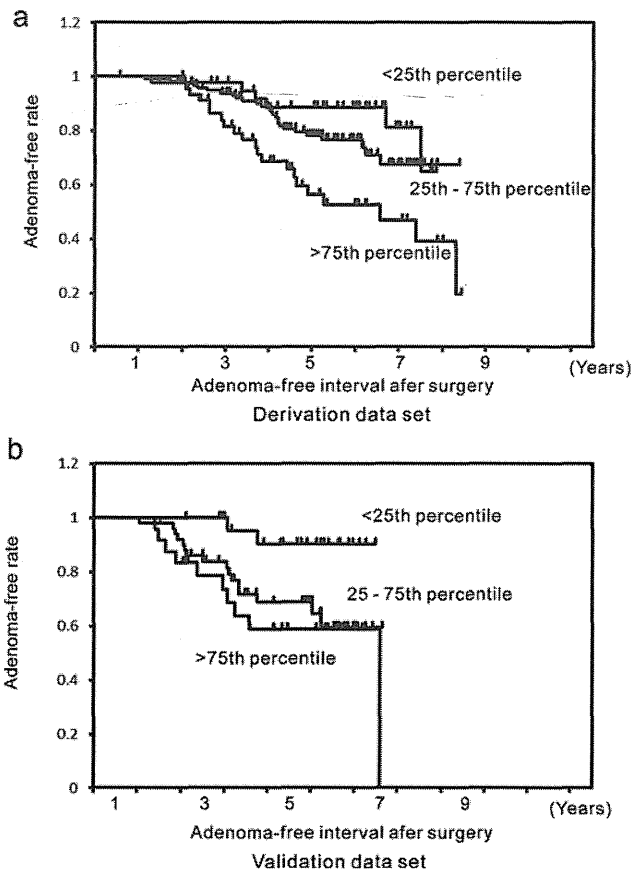 a
1.2
1
0.8
0.6
0.4
0.2
0
Adenoma-free rate
<25th percentile
25th - 75th percentile
>75th percentile
1 3 5 7 9
(Years)
Adenoma-free interval afer surgery
Derivation data set
b
1.2
1
0.8
0.6
0.4
0.2
0
Adenoma-free rate
<25th percentile
25 - 75th percentile
>75th percentile
1 3 5 7 9
(Years)
Adenoma-free interval afer surgery
Validation data set